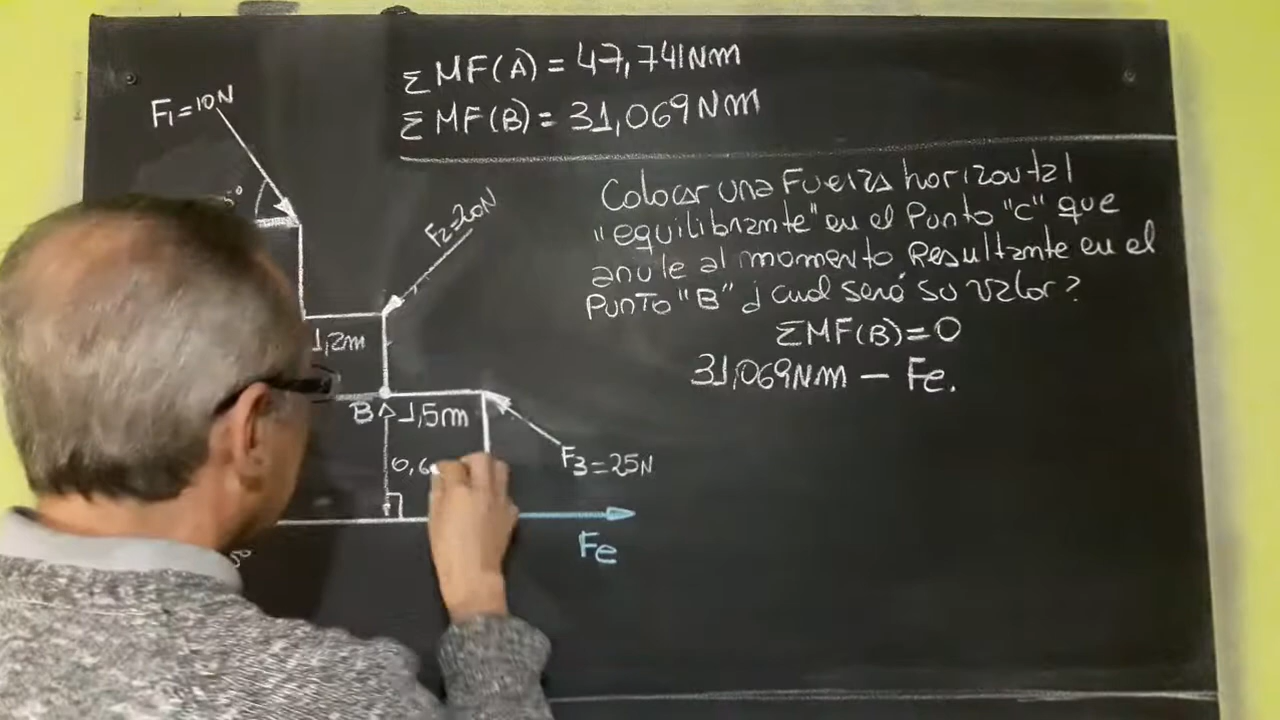 ΣMF(A) = 47,741Nm
ΣMF(B) = 31,069Nm
F1=10N
F2=20N
Colocar una Fuerza horizontal
"equilibrante" en el Punto "C" que
anule al momento Resultante en el
Punto "B" ¿cual será su valor?
ΣMF(B)=0
31,069Nm — Fe.
1,2m
B
1,5m
F3=25N
Fe